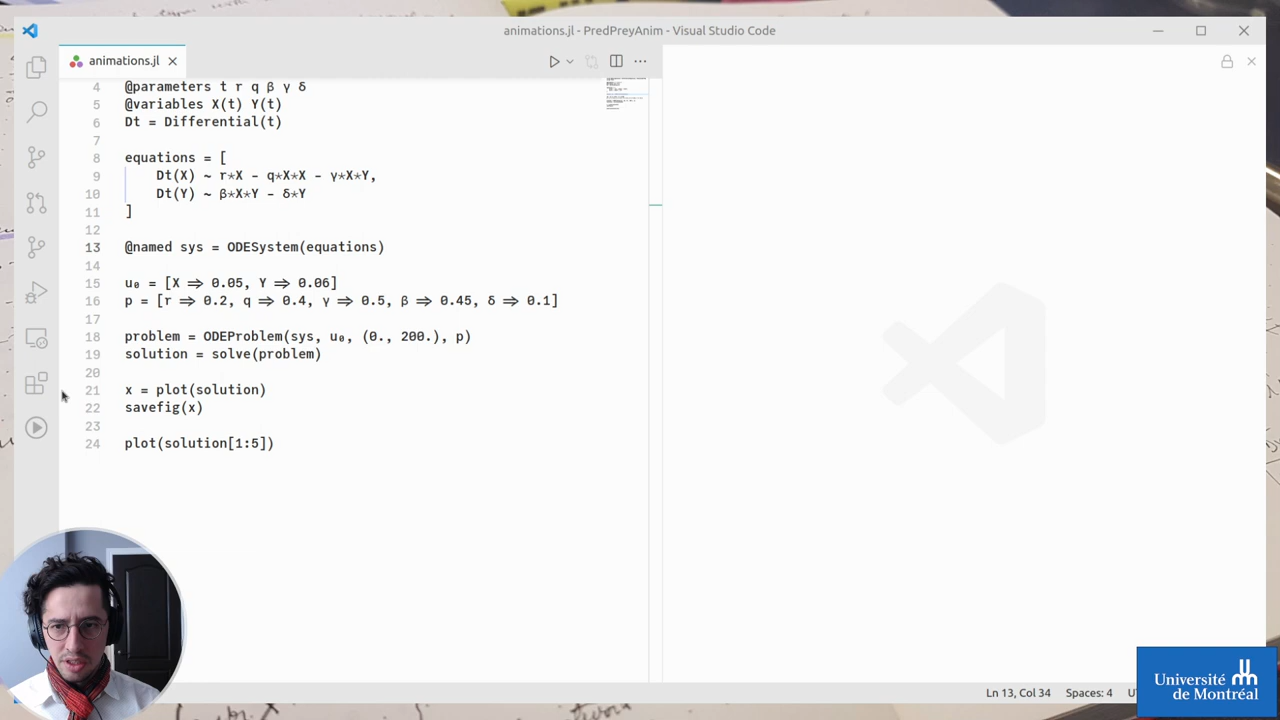 animations.jl - PredPreyAnim - Visual Studio Code
animations.jl
4 @parameters t r q β γ δ
5 @variables X(t) Y(t)
6 Dt = Differential(t)
7
8 equations = [
9 Dt(X) ~ r*X - q*X*X - γ*X*Y,
10 Dt(Y) ~ β*X*Y - δ*Y
11 ]
12
13 @named sys = ODESystem(equations)
14
15 u₀ = [X => 0.05, Y => 0.06]
16 p = [r => 0.2, q => 0.4, γ => 0.5, β => 0.45, δ => 0.1]
17
18 problem = ODEProblem(sys, u₀, (0., 200.), p)
19 solution = solve(problem)
20
21 x = plot(solution)
22 savefig(x)
23
24 plot(solution[1:5])
Ln 13, Col 34 Spaces: 4
Université
de Montréal